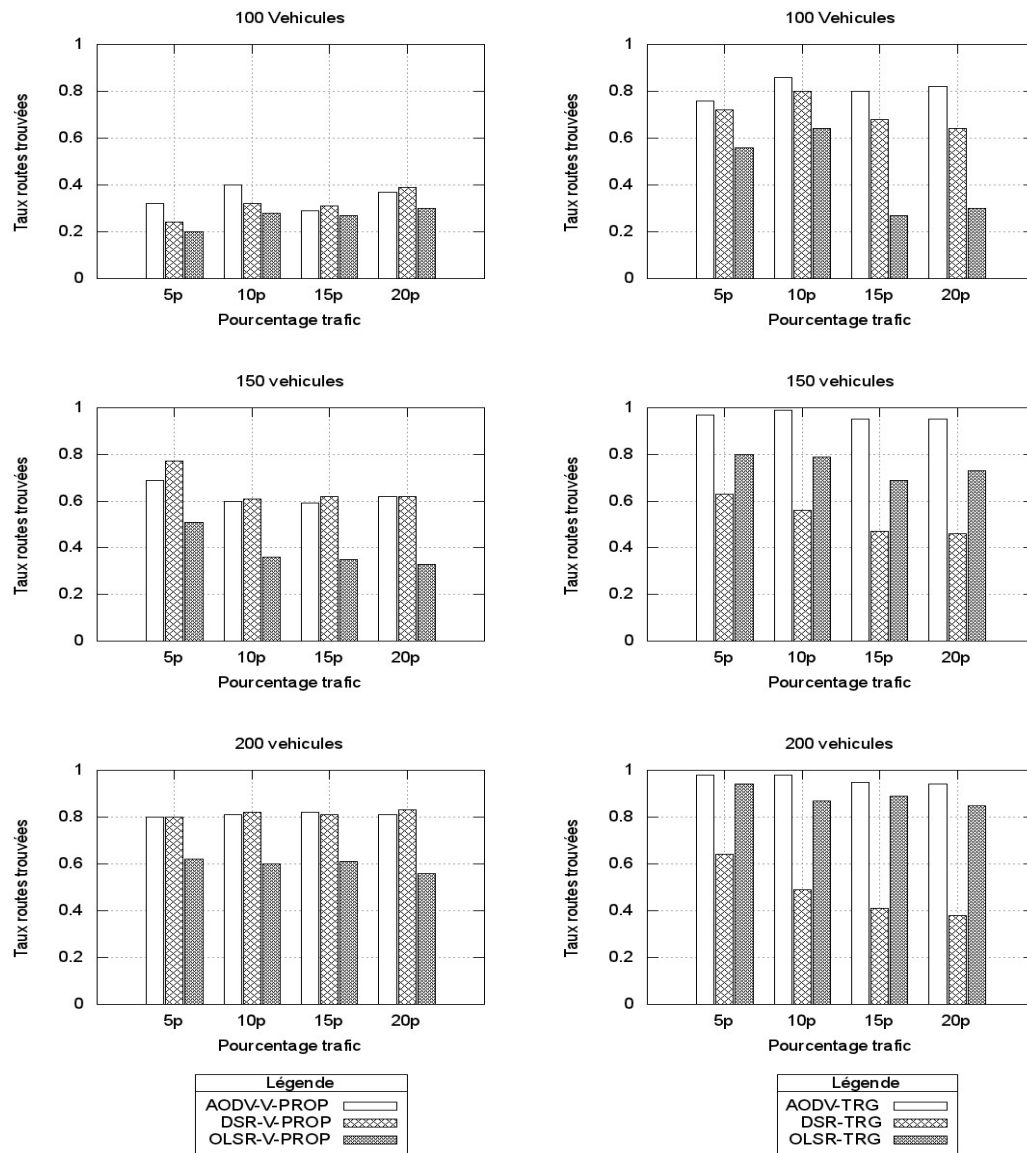 100 Vehicules
Taux routes trouvées
1
0.8
0.6
0.4
0.2
0
5p 10p 15p 20p
Pourcentage trafic
100 Vehicules
Taux routes trouvées
1
0.8
0.6
0.4
0.2
0
5p 10p 15p 20p
Pourcentage trafic
150 vehicules
Taux routes trouvées
1
0.8
0.6
0.4
0.2
0
5p 10p 15p 20p
Pourcentage trafic
150 vehicules
Taux routes trouvées
1
0.8
0.6
0.4
0.2
0
5p 10p 15p 20p
Pourcentage trafic
200 vehicules
Taux routes trouvées
1
0.8
0.6
0.4
0.2
0
5p 10p 15p 20p
Pourcentage trafic
200 vehicules
Taux routes trouvées
1
0.8
0.6
0.4
0.2
0
5p 10p 15p 20p
Pourcentage trafic
Légende
AODV-V-PROP
DSR-V-PROP
OLSR-V-PROP
Légende
AODV-TRG
DSR-TRG
OLSR-TRG